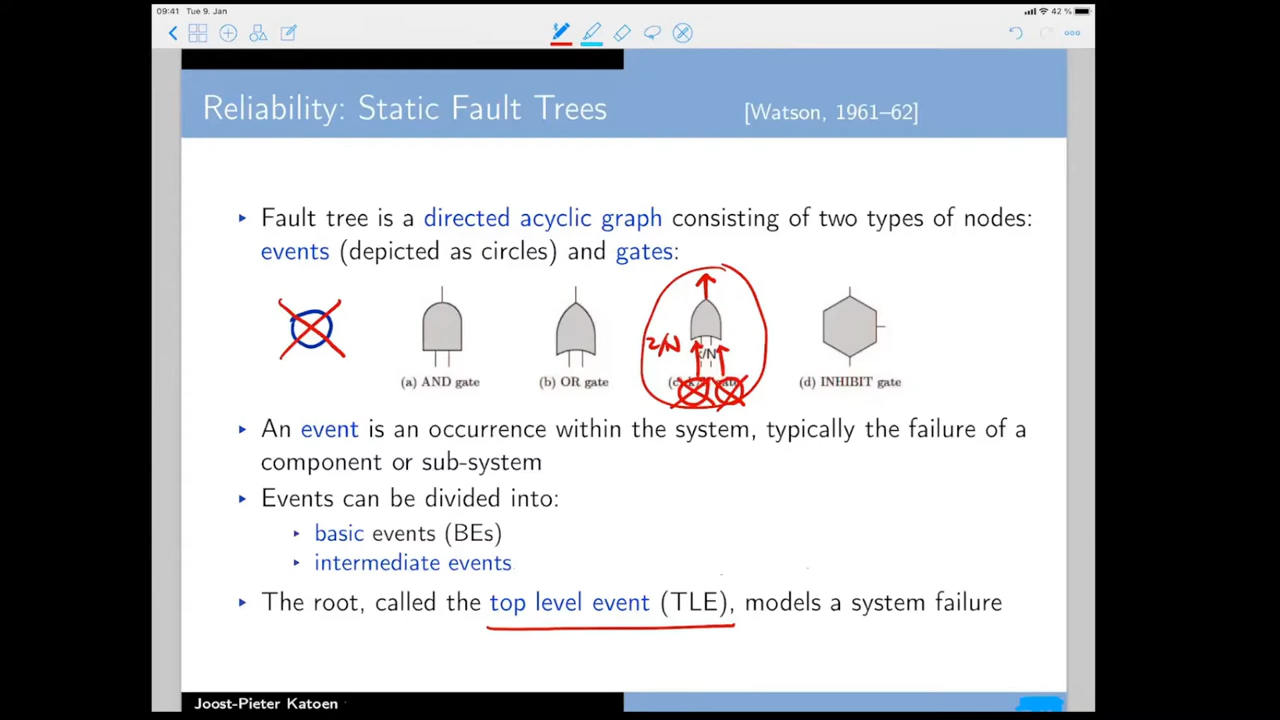 09:41 Tue 9. Jan 42 %
Reliability: Static Fault Trees [Watson, 1961–62]
‣ Fault tree is a directed acyclic graph consisting of two types of nodes:
events (depicted as circles) and gates:
2/N
/N
(a) AND gate (b) OR gate (d) INHIBIT gate
‣ An event is an occurrence within the system, typically the failure of a
component or sub-system
‣ Events can be divided into:
‣ basic events (BEs)
‣ intermediate events
‣ The root, called the top level event (TLE), models a system failure
Joost-Pieter Katoen